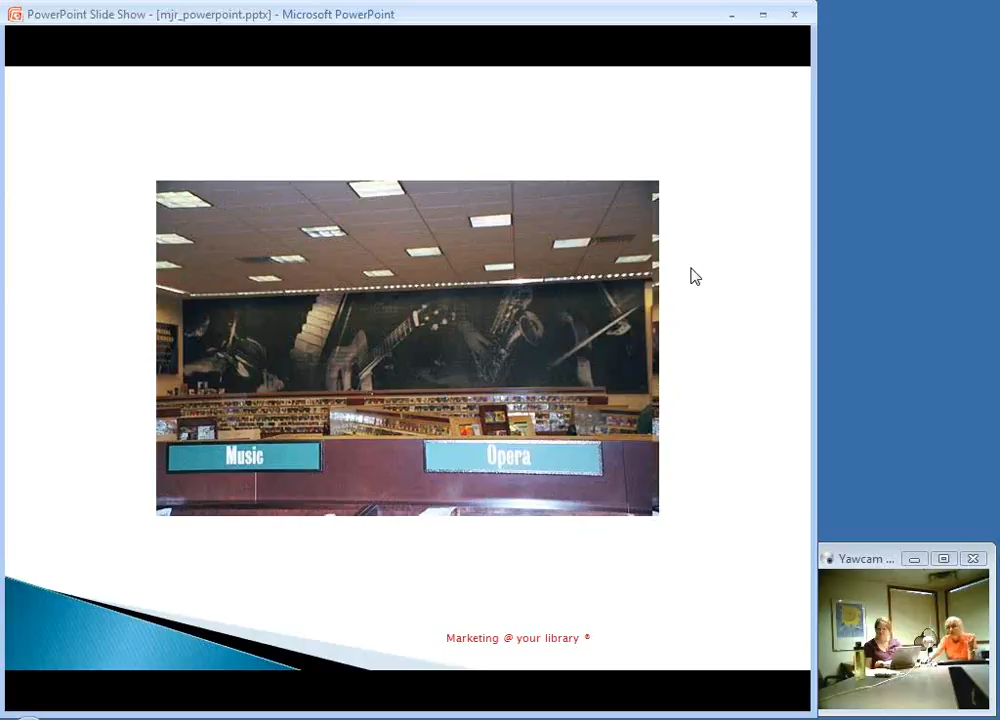 PowerPoint Slide Show - [mjr_powerpoint.pptx] - Microsoft PowerPoint
Music
Opera
Marketing @ your library ®
Yawcam ...